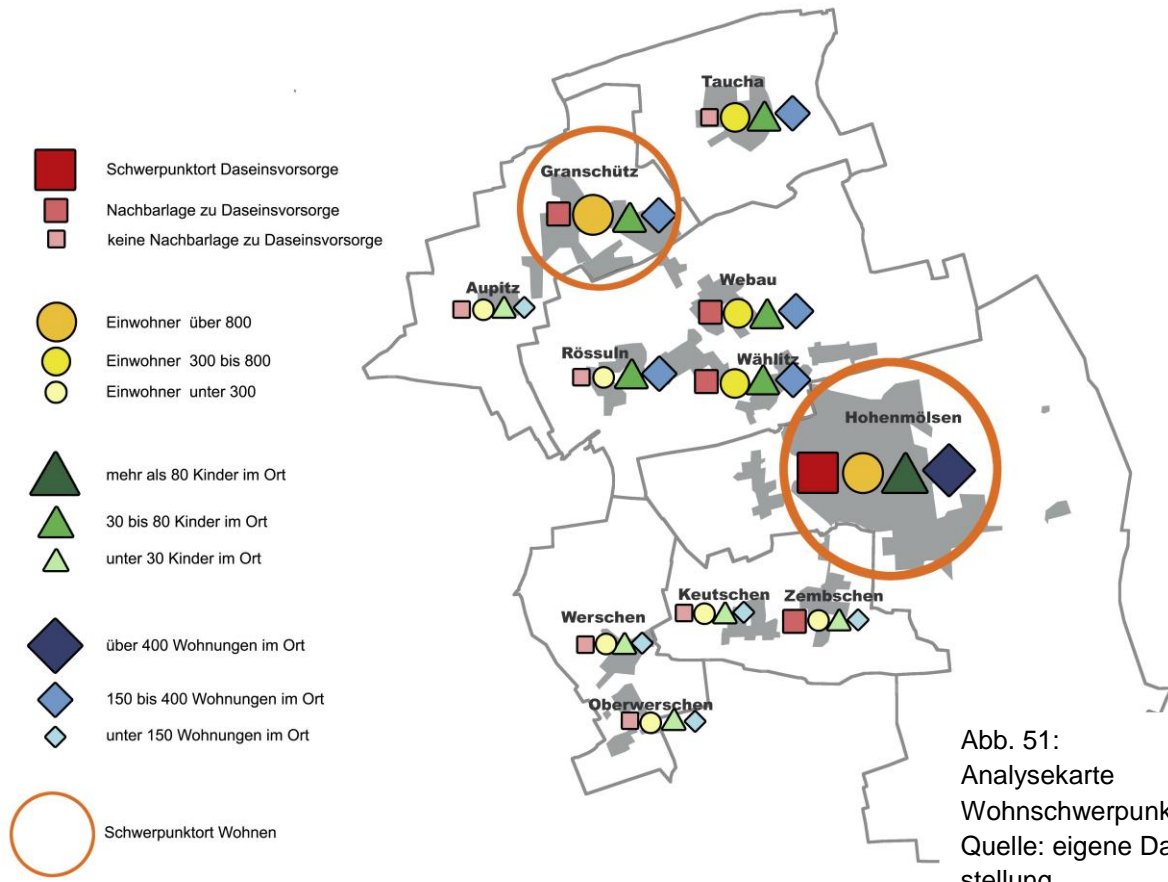 Schwerpunktort Daseinsvorsorge
Nachbarlage zu Daseinsvorsorge
keine Nachbarlage zu Daseinsvorsorge
Einwohner über 800
Einwohner 300 bis 800
Einwohner unter 300
mehr als 80 Kinder im Ort
30 bis 80 Kinder im Ort
unter 30 Kinder im Ort
über 400 Wohnungen im Ort
150 bis 400 Wohnungen im Ort
unter 150 Wohnungen im Ort
Schwerpunktort Wohnen
Taucha
Granschütz
Aupitz
Webau
Rössuln
Wählitz
Hohenmölsen
Keutschen
Zembschen
Werschen
Oberwerschen
Abb. 51:
Analysekarte
Wohnschwerpunk
Quelle: eigene Da
stellung